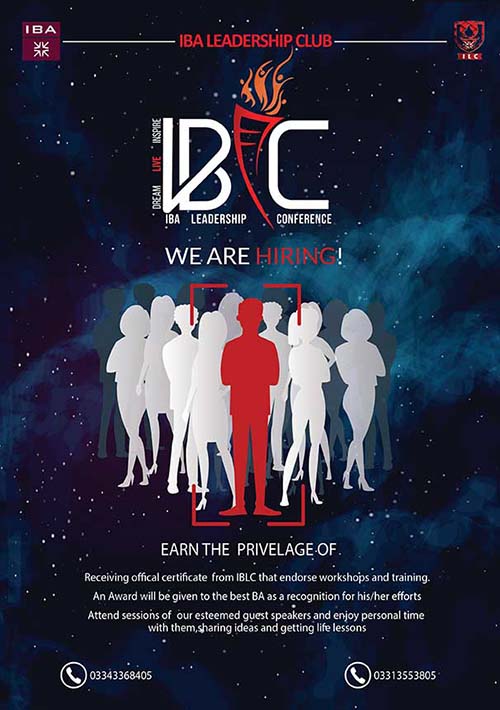 IBA
IBA LEADERSHIP CLUB
ILC
DREAM LIVE INSPIRE
IBLC
IBA LEADERSHIP CONFERENCE
WE ARE HIRING!
EARN THE PRIVELAGE OF
Receiving offical certificate from IBLC that endorse workshops and training.
An Award will be given to the best BA as a recognition for his/her efforts
Attend sessions of our esteemed guest speakers and enjoy personal time
with them,sharing ideas and getting life lessons
03343368405
03313553805